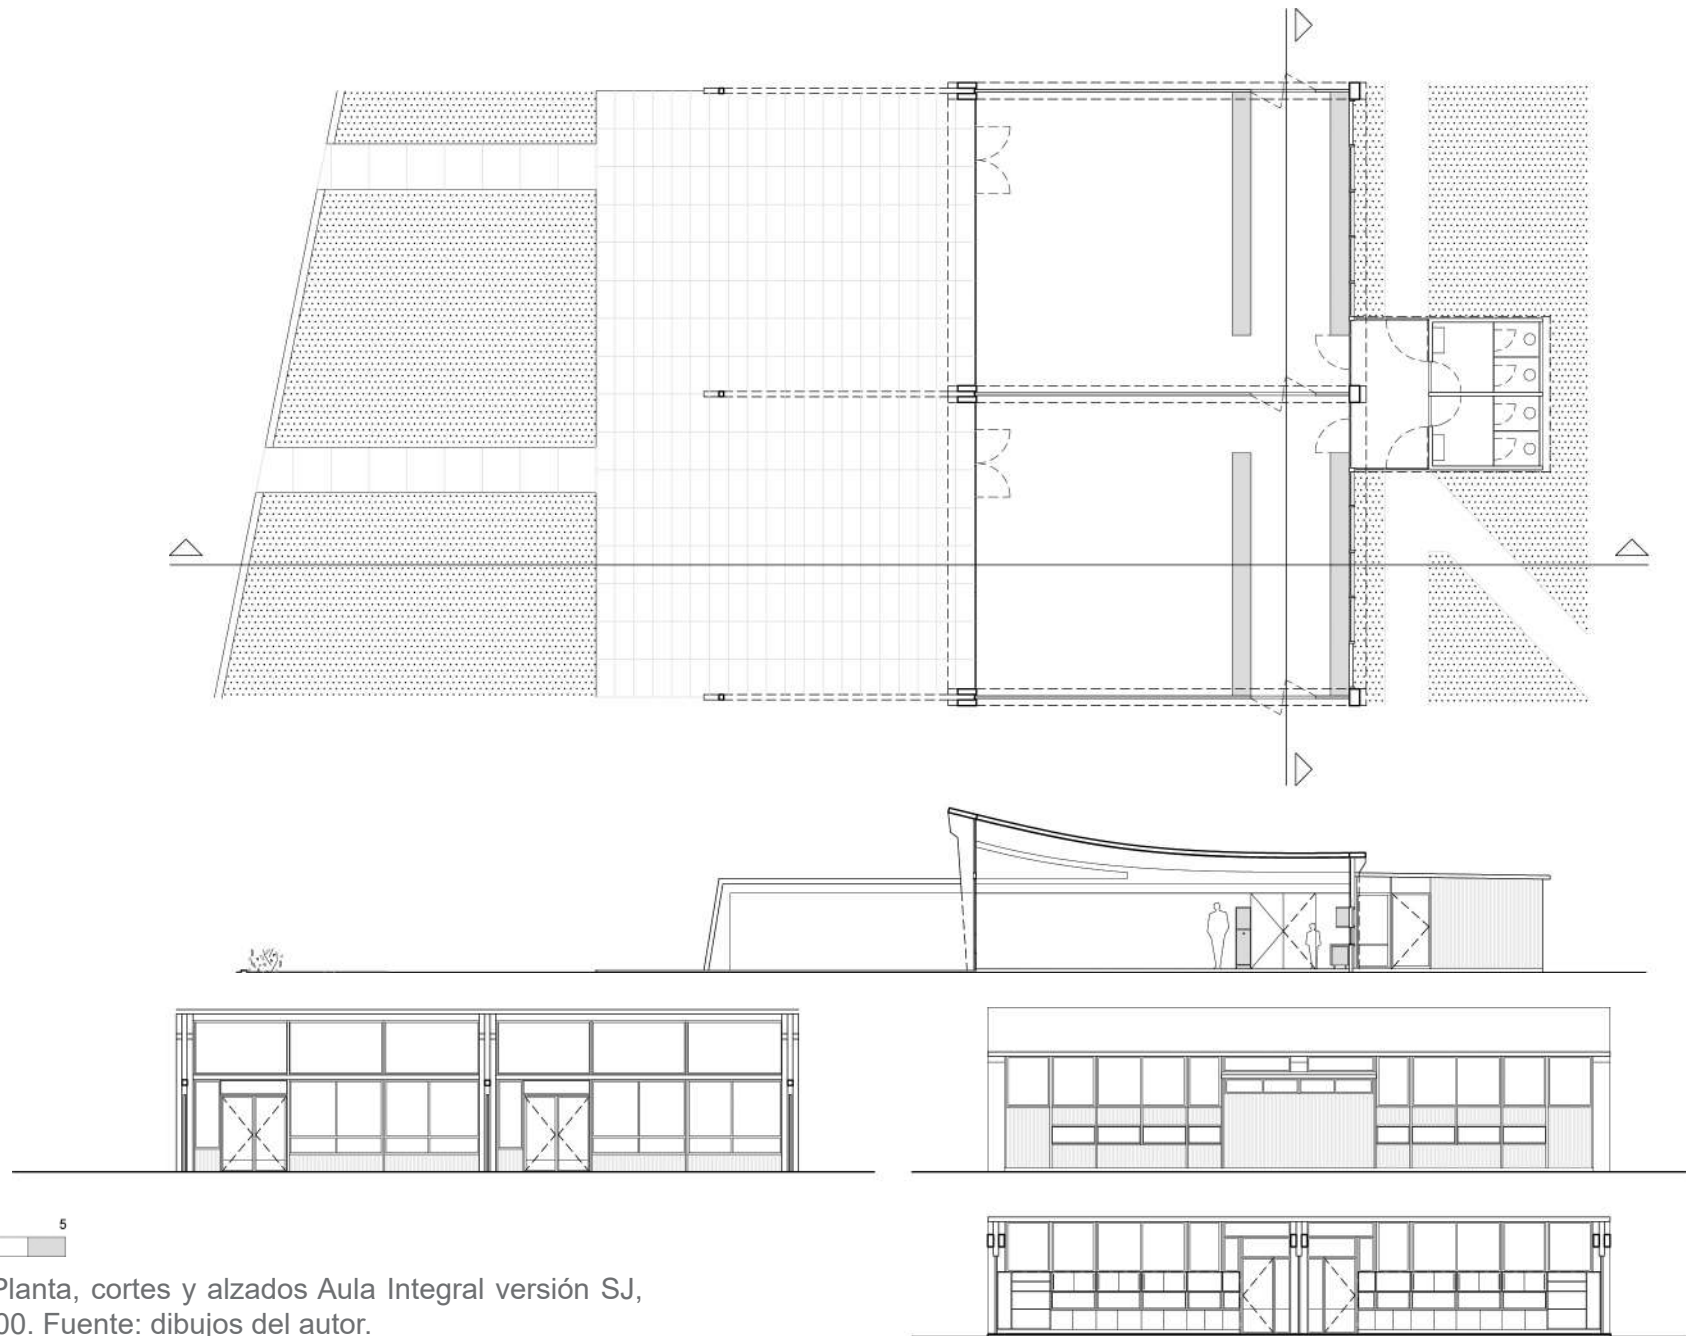 5
Planta, cortes y alzados Aula Integral versión SJ,
00. Fuente: dibujos del autor.